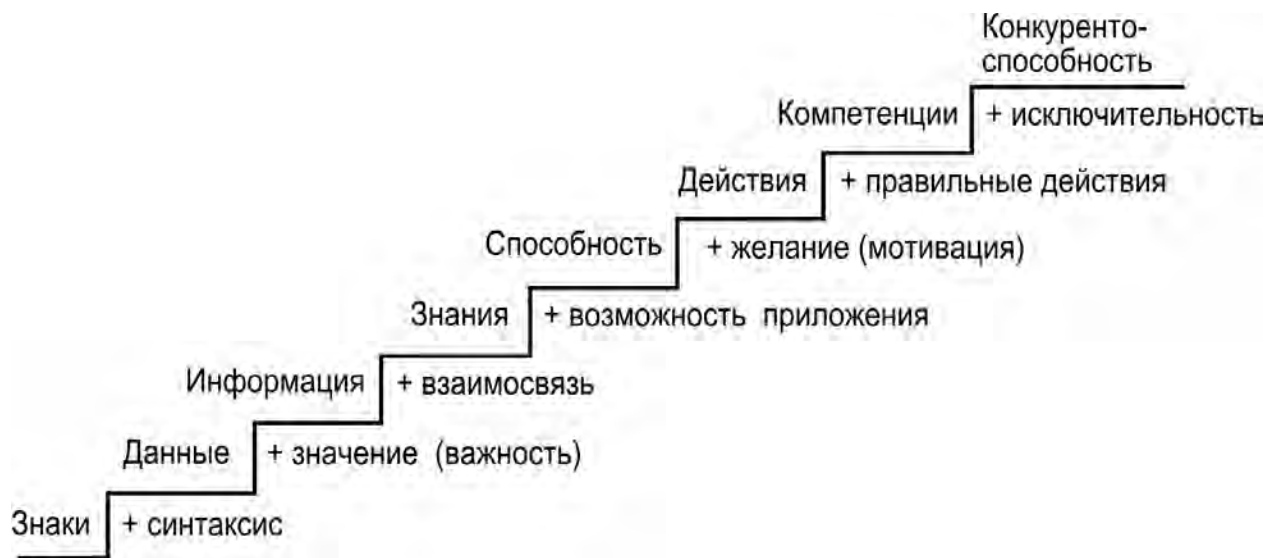 Конкуренто-
способность
Компетенции + исключительность
Действия + правильные действия
Способность + желание (мотивация)
Знания + возможность приложения
Информация + взаимосвязь
Данные + значение (важность)
Знаки + синтаксис